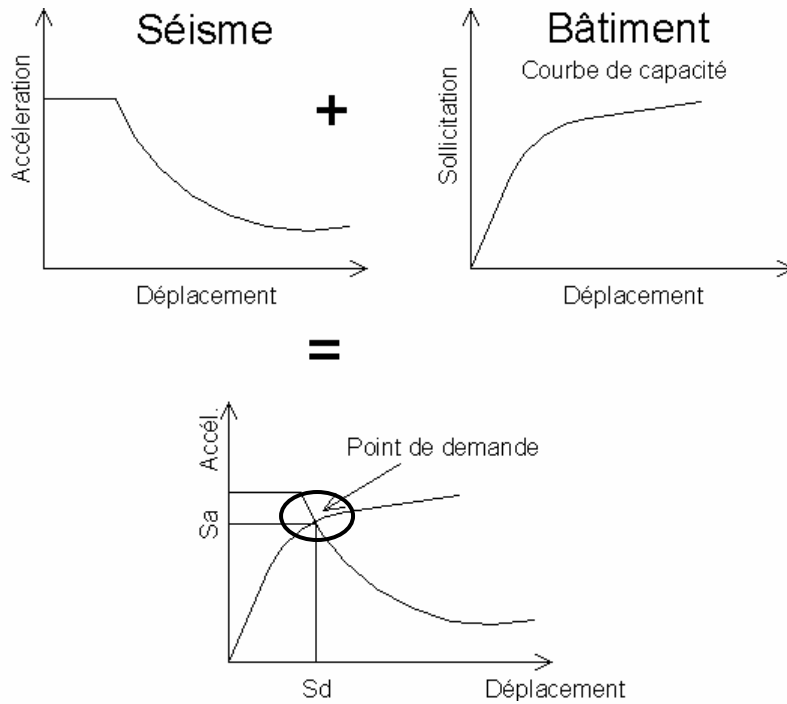 Séisme
Accéleration
Déplacement
+
Bâtiment
Courbe de capacité
Sollicitation
Déplacement
=
Accél.
Sa
Point de demande
Sd
Déplacement